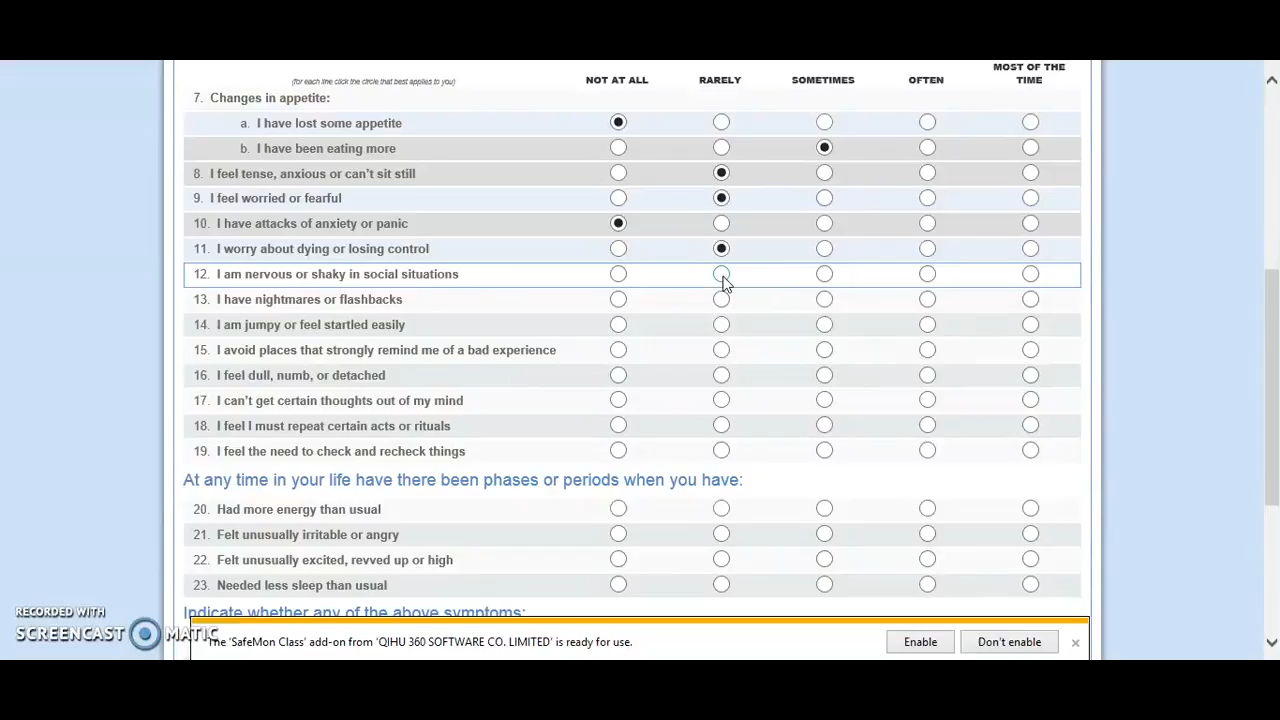 MOST OF THE
(for each line click the circle that best applies to you) NOT AT ALL RARELY SOMETIMES OFTEN TIME
7. Changes in appetite:
a. I have lost some appetite
b. I have been eating more
8. I feel tense, anxious or can't sit still
9. I feel worried or fearful
10. I have attacks of anxiety or panic
11. I worry about dying or losing control
12. I am nervous or shaky in social situations
13. I have nightmares or flashbacks
14. I am jumpy or feel startled easily
15. I avoid places that strongly remind me of a bad experience
16. I feel dull, numb, or detached
17. I can't get certain thoughts out of my mind
18. I feel I must repeat certain acts or rituals
19. I feel the need to check and recheck things
At any time in your life have there been phases or periods when you have:
20. Had more energy than usual
21. Felt unusually irritable or angry
22. Felt unusually excited, revved up or high
23. Needed less sleep than usual
Indicate whether any of the above symptoms:
RECORDED WITH
SCREENCAST MATIC
The 'SafeMon Class' add-on from 'QIHU 360 SOFTWARE CO. LIMITED' is ready for use. Enable Don't enable